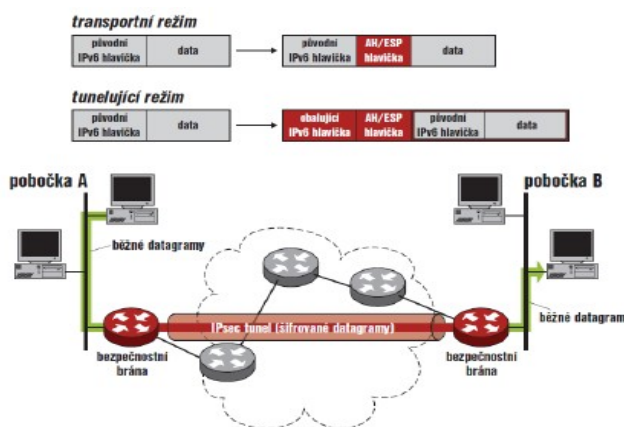 transportní režim
původní
IPv6 hlavička
data
původní
IPv6 hlavička
AH/ESP
hlavička
data
tunelující režim
původní
IPv6 hlavička
data
obalující
IPv6 hlavička
AH/ESP
hlavička
původní
IPv6 hlavička
data
pobočka A
pobočka B
běžné datagramy
běžné datagram
IPsec tunel (šifrované datagramy)
bezpečnostní
brána
bezpečnostní
brána